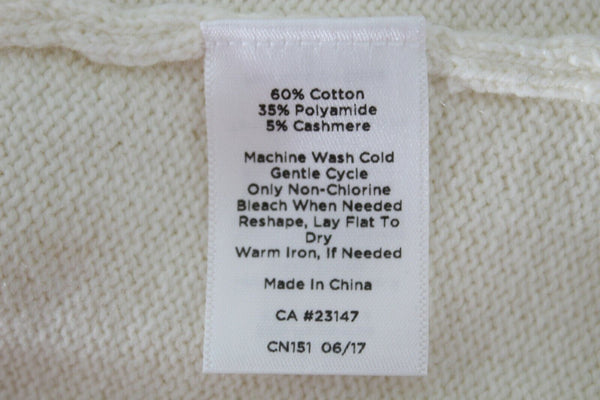 60% Cotton
35% Polyamide
5% Cashmere
Machine Wash Cold
Gentle Cycle
Only Non-Chlorine
Bleach When Needed
Reshape, Lay Flat To
Dry
Warm Iron, If Needed
Made In China
CA #23147
CN151 06/17